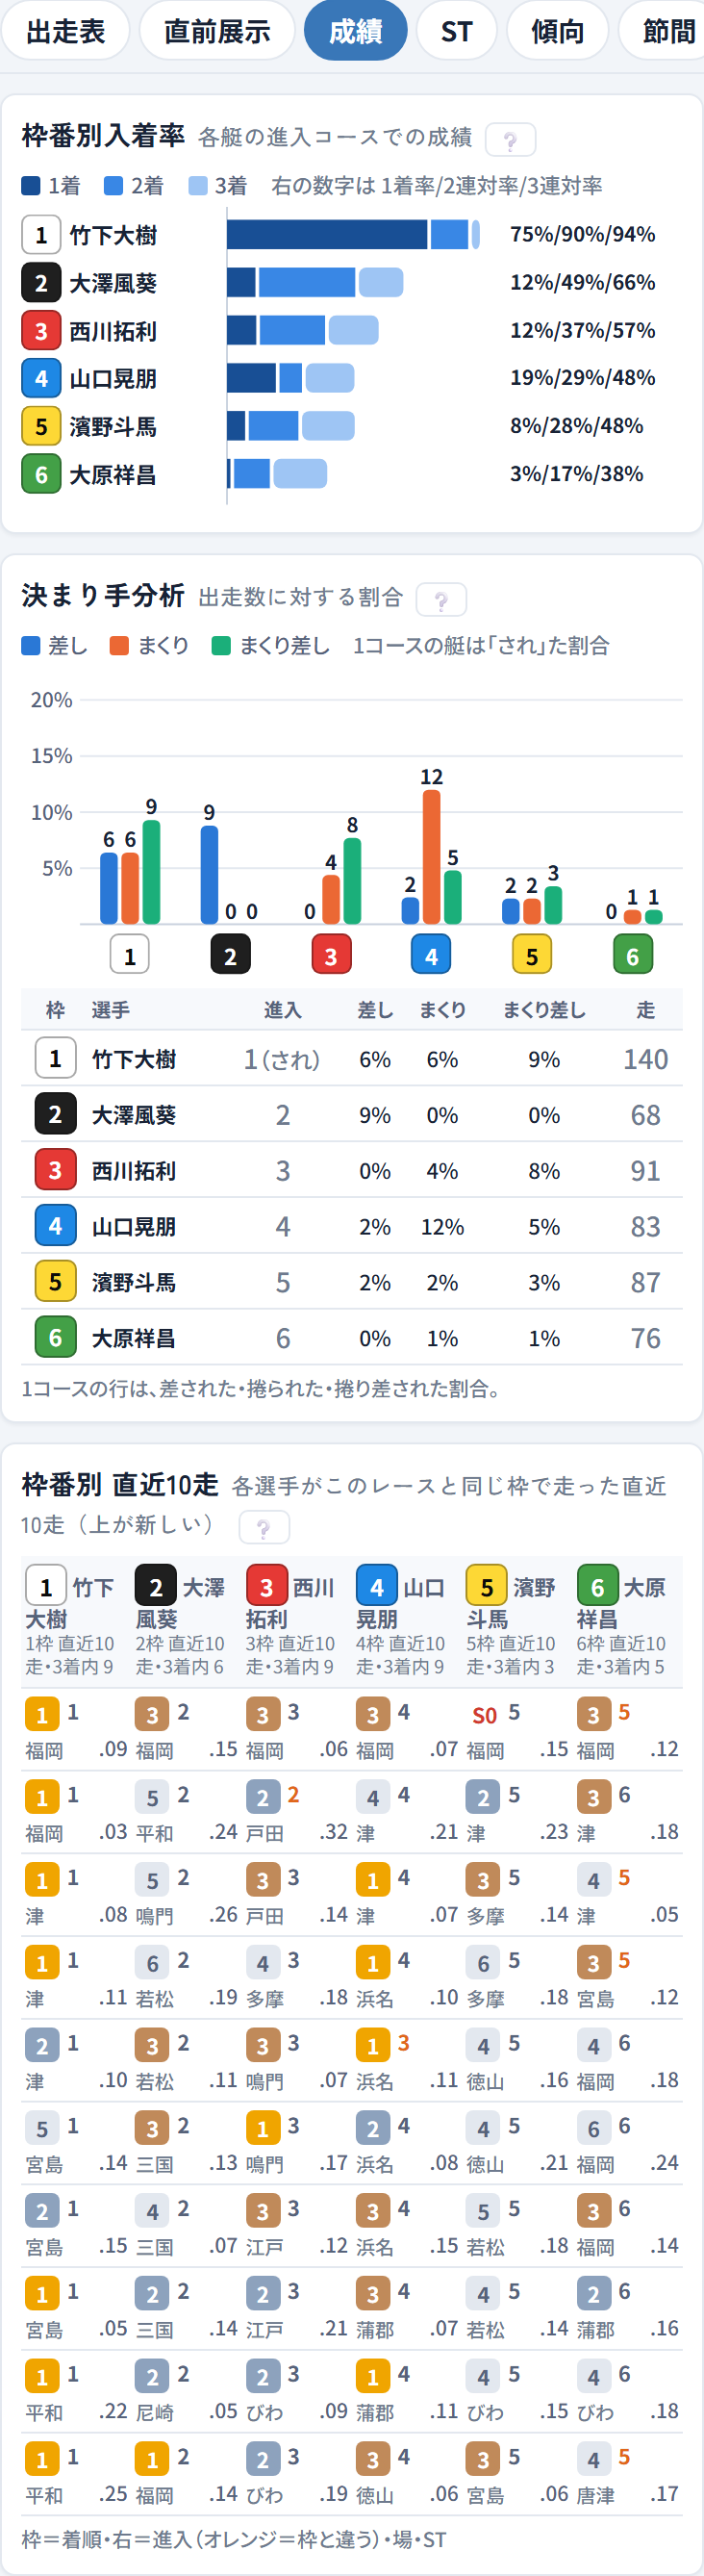 出走表 直前展示 成績 ST 傾向 節間
枠番別入着率 各艇の進入コースでの成績 ?
1着 2着 3着 右の数字は 1着率/2連対率/3連対率
1 竹下大樹 75%/90%/94%
2 大澤風葵 12%/49%/66%
3 西川拓利 12%/37%/57%
4 山口晃朋 19%/29%/48%
5 濱野斗馬 8%/28%/48%
6 大原祥昌 3%/17%/38%
決まり手分析 出走数に対する割合 ?
差し まくり まくり差し 1コースの艇は「され」た割合
20%
15%
10%
5%
6 6 9 9 0 0 0 4 8 2 12 5 2 2 3 0 1 1
1 2 3 4 5 6
枠 選手 進入 差し まくり まくり差し 走
1 竹下大樹 1(され) 6% 6% 9% 140
2 大澤風葵 2 9% 0% 0% 68
3 西川拓利 3 0% 4% 8% 91
4 山口晃朋 4 2% 12% 5% 83
5 濱野斗馬 5 2% 2% 3% 87
6 大原祥昌 6 0% 1% 1% 76
1コースの行は、差された・捲られた・捲り差された割合。
枠番別 直近10走 各選手がこのレースと同じ枠で走った直近
10走（上が新しい） ?
1 竹下 2 大澤 3 西川 4 山口 5 濱野 6 大原
大樹 風葵 拓利 晃朋 斗馬 祥昌
1枠 直近10 2枠 直近10 3枠 直近10 4枠 直近10 5枠 直近10 6枠 直近10
走・3着内 9 走・3着内 6 走・3着内 9 走・3着内 9 走・3着内 3 走・3着内 5
1 1 3 2 3 3 3 4 S0 5 3 5
福岡 .09 福岡 .15 福岡 .06 福岡 .07 福岡 .15 福岡 .12
1 1 5 2 2 2 4 4 2 5 3 6
福岡 .03 平和 .24 戸田 .32 津 .21 津 .23 津 .18
1 1 5 2 3 3 1 4 3 5 4 5
津 .08 鳴門 .26 戸田 .14 津 .07 多摩 .14 津 .05
1 1 6 2 4 3 1 4 6 5 3 5
津 .11 若松 .19 多摩 .18 浜名 .10 多摩 .18 宮島 .12
2 1 3 2 3 3 1 3 4 5 4 6
津 .10 若松 .11 鳴門 .07 浜名 .11 徳山 .16 福岡 .18
5 1 3 2 1 3 2 4 4 5 6 6
宮島 .14 三国 .13 鳴門 .17 浜名 .08 徳山 .21 福岡 .24
2 1 4 2 3 3 3 4 5 5 3 6
宮島 .15 三国 .07 江戸 .12 浜名 .15 若松 .18 福岡 .14
1 1 2 2 2 3 3 4 4 5 2 6
宮島 .05 三国 .14 江戸 .21 蒲郡 .07 若松 .14 蒲郡 .16
1 1 2 2 2 3 1 4 4 5 4 6
平和 .22 尼崎 .05 びわ .09 蒲郡 .11 びわ .15 びわ .18
1 1 1 2 2 3 3 4 3 5 4 5
平和 .25 福岡 .14 びわ .19 徳山 .06 宮島 .06 唐津 .17
枠＝着順・右＝進入（オレンジ＝枠と違う）・場・ST